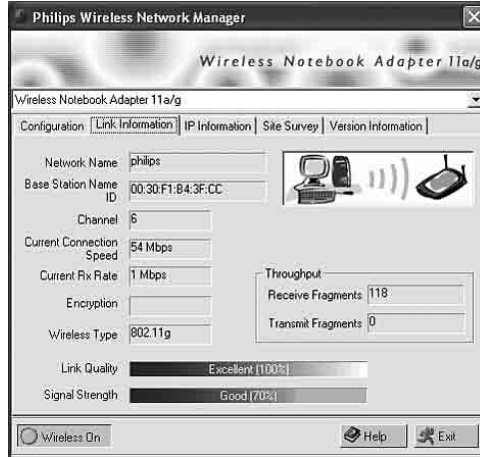 Philips Wireless Network Manager
Wireless Notebook Adapter 11a/g
Wireless Notebook Adapter 11a/g
Configuration Link Information IP Information Site Survey Version Information
Network Name philips
Base Station Name
ID 00:30:F1:B4:3F:CC
Channel 6
Current Connection
Speed 54 Mbps
Current Rx Rate 1 Mbps
Encryption
Wireless Type 802.11g
Throughput
Receive Fragments 118
Transmit Fragments 0
Link Quality Excellent (100%)
Signal Strength Good (70%)
Wireless On Help Exit